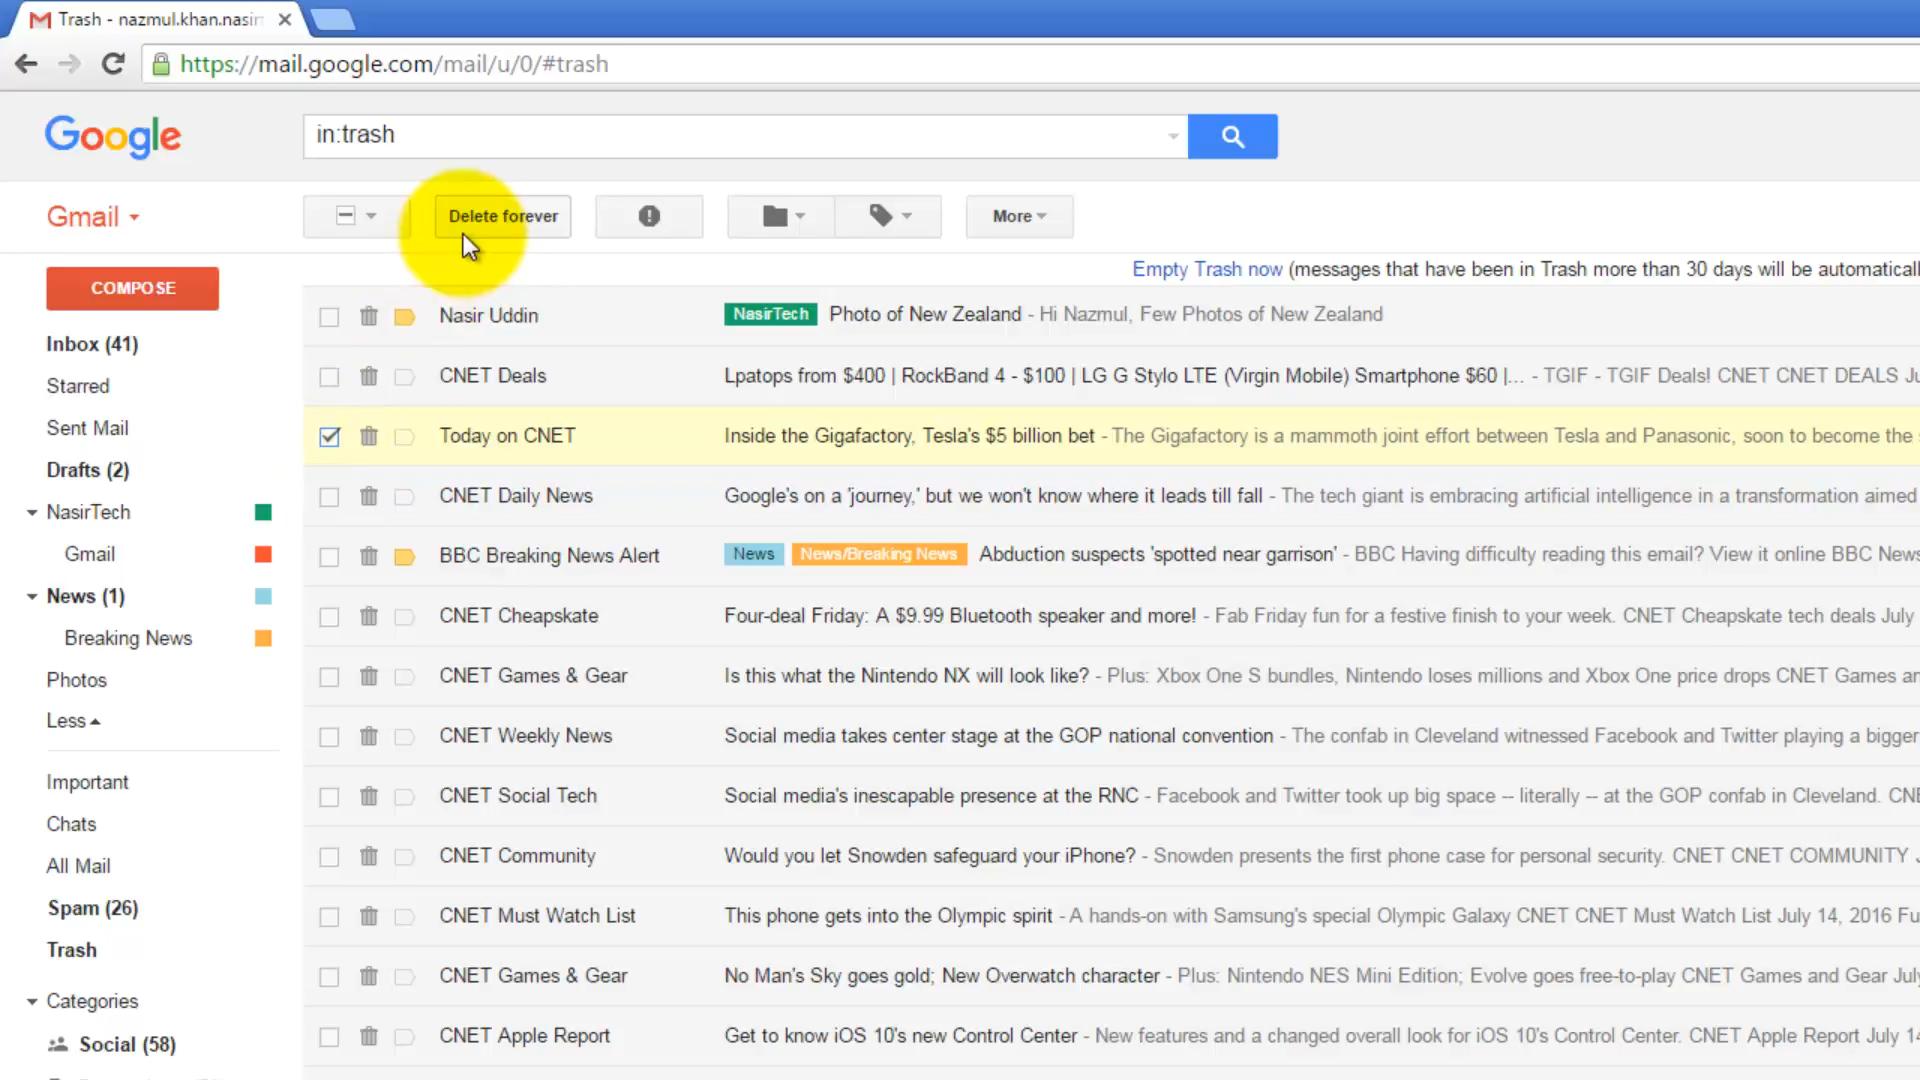 Trash - nazmul.khan.nasir
https://mail.google.com/mail/u/0/#trash
Google
in:trash
Gmail
Delete forever
More
COMPOSE
Empty Trash now (messages that have been in Trash more than 30 days will be automaticall
Inbox (41)
Starred
Sent Mail
Drafts (2)
NasirTech
Gmail
News (1)
Breaking News
Photos
Less
Important
Chats
All Mail
Spam (26)
Trash
Categories
Social (58)
Nasir Uddin NasirTech Photo of New Zealand - Hi Nazmul, Few Photos of New Zealand
CNET Deals Lpatops from $400 | RockBand 4 - $100 | LG G Stylo LTE (Virgin Mobile) Smartphone $60 |... - TGIF - TGIF Deals! CNET CNET DEALS Ju
Today on CNET Inside the Gigafactory, Tesla's $5 billion bet - The Gigafactory is a mammoth joint effort between Tesla and Panasonic, soon to become the
CNET Daily News Google's on a 'journey,' but we won't know where it leads till fall - The tech giant is embracing artificial intelligence in a transformation aimed
BBC Breaking News Alert News News/Breaking News Abduction suspects 'spotted near garrison' - BBC Having difficulty reading this email? View it online BBC News
CNET Cheapskate Four-deal Friday: A $9.99 Bluetooth speaker and more! - Fab Friday fun for a festive finish to your week. CNET Cheapskate tech deals July
CNET Games & Gear Is this what the Nintendo NX will look like? - Plus: Xbox One S bundles, Nintendo loses millions and Xbox One price drops CNET Games an
CNET Weekly News Social media takes center stage at the GOP national convention - The confab in Cleveland witnessed Facebook and Twitter playing a bigger
CNET Social Tech Social media's inescapable presence at the RNC - Facebook and Twitter took up big space -- literally -- at the GOP confab in Cleveland. CNE
CNET Community Would you let Snowden safeguard your iPhone? - Snowden presents the first phone case for personal security. CNET CNET COMMUNITY
CNET Must Watch List This phone gets into the Olympic spirit - A hands-on with Samsung's special Olympic Galaxy CNET CNET Must Watch List July 14, 2016 Fu
CNET Games & Gear No Man's Sky goes gold; New Overwatch character - Plus: Nintendo NES Mini Edition; Evolve goes free-to-play CNET Games and Gear July
CNET Apple Report Get to know iOS 10's new Control Center - New features and a changed overall look for iOS 10's Control Center. CNET Apple Report July 14